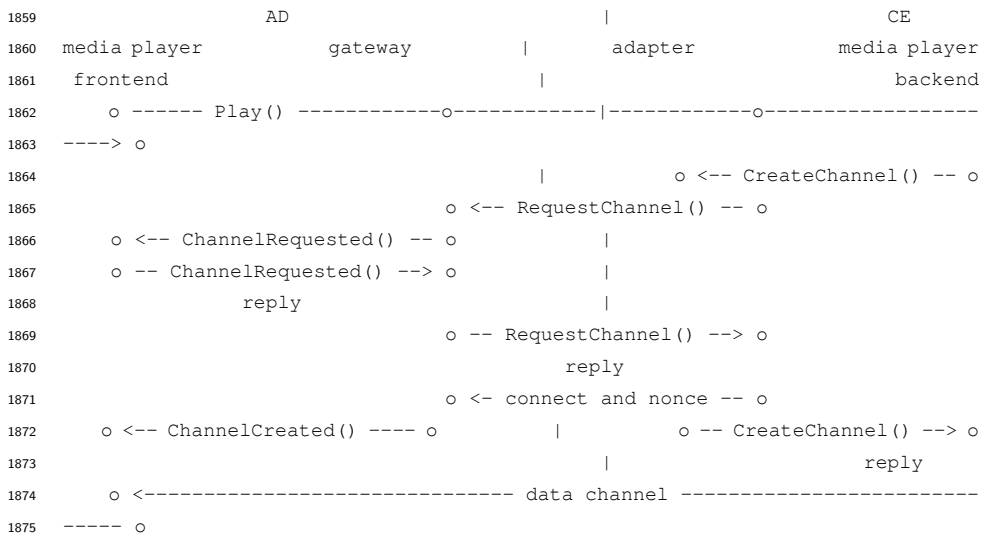 1859 AD | CE
1860 media player gateway | adapter media player
1861 frontend | backend
1862 o ------ Play() ------------o------------|------------o------------------
1863 ----> o
1864 | o <-- CreateChannel() -- o
1865 o <-- RequestChannel() -- o
1866 o <-- ChannelRequested() -- o |
1867 o -- ChannelRequested() --> o |
1868 reply |
1869 o -- RequestChannel() --> o
1870 reply
1871 o <- connect and nonce -- o
1872 o <-- ChannelCreated() ---- o | o -- CreateChannel() --> o
1873 | reply
1874 o <------------------------------- data channel -------------------------
1875 ----- o